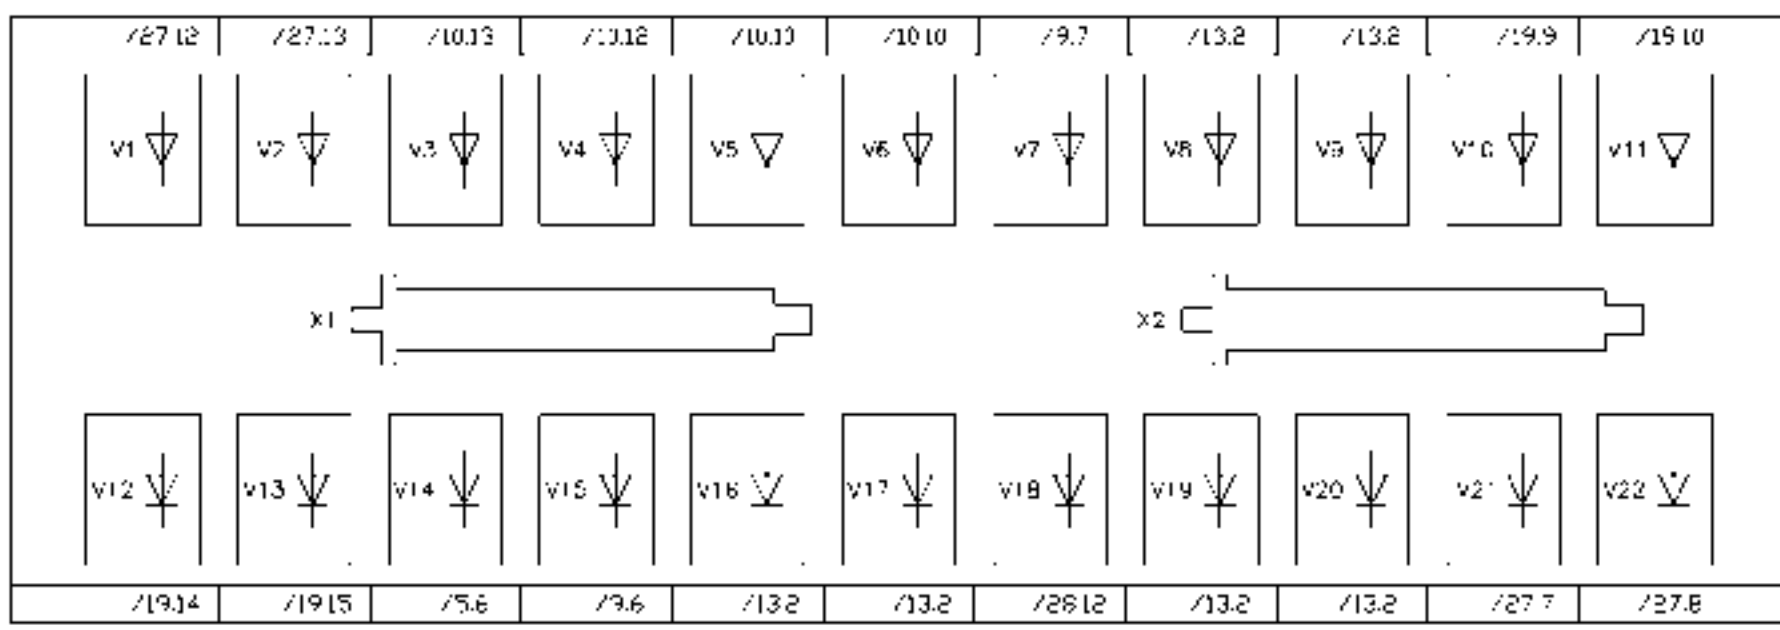 /27.12 /27.13 /10.13 /10.12 /10.10 /9.7 /13.2 /13.2 /19.9 /19.10
V1 V2 V3 V4 V5 V6 V7 V8 V9 V10 V11
X1 X2
V12 V13 V14 V15 V16 V17 V18 V19 V20 V21 V22
/19.14 /19.15 /5.6 /9.6 /13.2 /13.2 /28.12 /13.2 /13.2 /27.7 /27.8